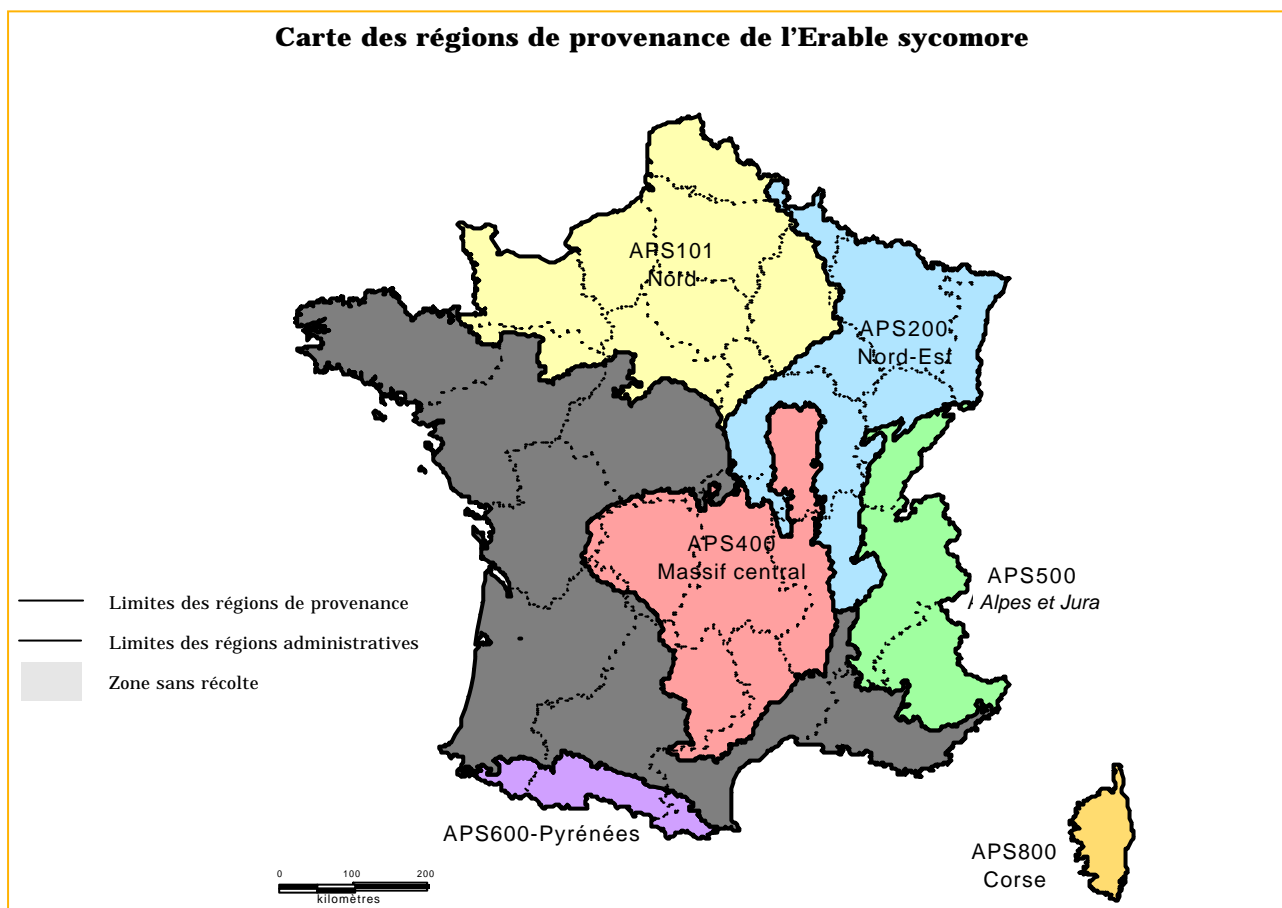 Carte des régions de provenance de l'Erable sycomore
APS101
Nord
APS200
Nord-Est
APS400
Massif central
APS500
Alpes et Jura
Limites des régions de provenance
Limites des régions administratives
Zone sans récolte
APS600-Pyrénées
APS800
Corse
0 100 200
kilomètres